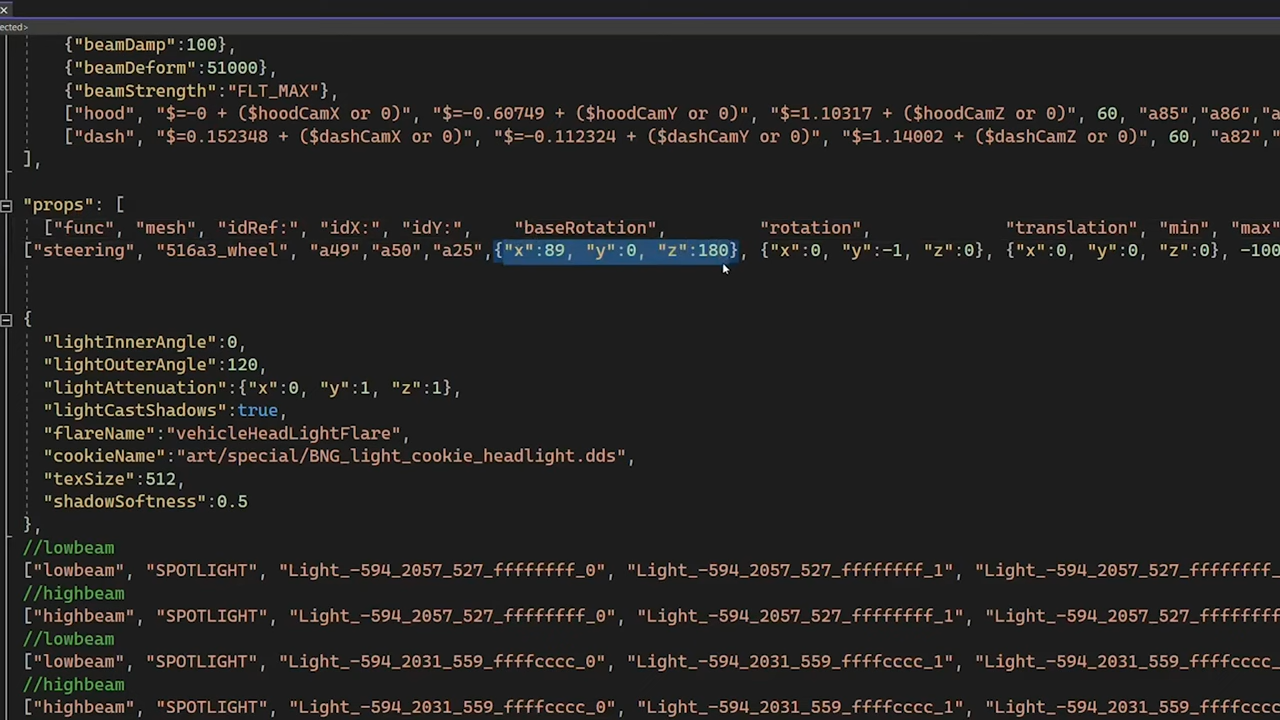 ected>
{"beamDamp":100},
{"beamDeform":51000},
{"beamStrength":"FLT_MAX"},
["hood", "$=-0 + ($hoodCamX or 0)", "$=-0.60749 + ($hoodCamY or 0)", "$=1.10317 + ($hoodCamZ or 0)", 60, "a85","a86","a
["dash", "$=0.152348 + ($dashCamX or 0)", "$=-0.112324 + ($dashCamY or 0)", "$=1.14002 + ($dashCamZ or 0)", 60, "a82","
],
"props": [
["func", "mesh", "idRef:", "idX:", "idY:", "baseRotation", "rotation", "translation", "min", "max"
["steering", "516a3_wheel", "a49","a50","a25",{"x":89, "y":0, "z":180}, {"x":0, "y":-1, "z":0}, {"x":0, "y":0, "z":0}, -100
{
"lightInnerAngle":0,
"lightOuterAngle":120,
"lightAttenuation":{"x":0, "y":1, "z":1},
"lightCastShadows":true,
"flareName":"vehicleHeadLightFlare",
"cookieName":"art/special/BNG_light_cookie_headlight.dds",
"texSize":512,
"shadowSoftness":0.5
},
//lowbeam
["lowbeam", "SPOTLIGHT", "Light_-594_2057_527_ffffffff_0", "Light_-594_2057_527_ffffffff_1", "Light_-594_2057_527_ffffffff_
//highbeam
["highbeam", "SPOTLIGHT", "Light_-594_2057_527_ffffffff_0", "Light_-594_2057_527_ffffffff_1", "Light_-594_2057_527_ffffffff
//lowbeam
["lowbeam", "SPOTLIGHT", "Light_-594_2031_559_ffffcccc_0", "Light_-594_2031_559_ffffcccc_1", "Light_-594_2031_559_ffffcccc_
//highbeam
["highbeam", "SPOTLIGHT", "Light_-594_2031_559_ffffcccc_0", "Light_-594_2031_559_ffffcccc_1", "Light_-594_2031_559_ffffcccc